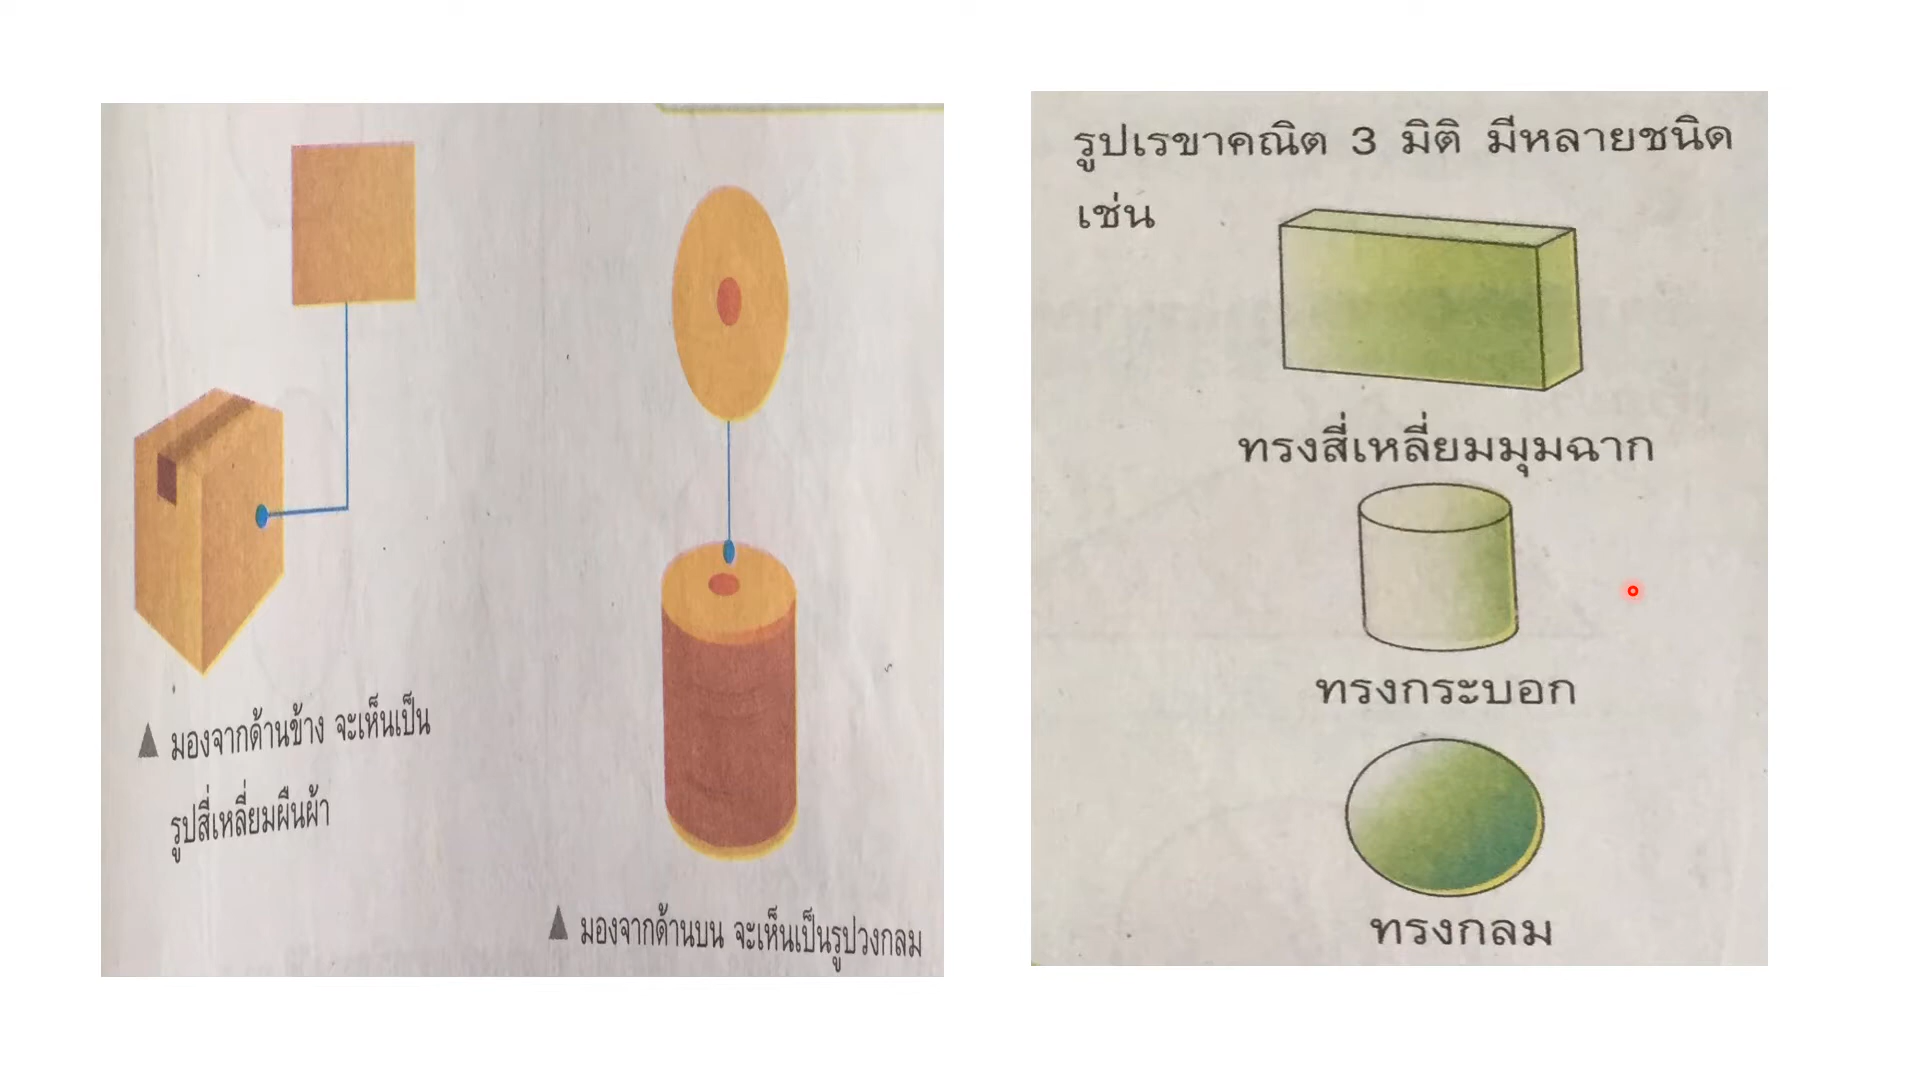 ▲ มองจากด้านข้าง จะเห็นเป็น
รูปสี่เหลี่ยมผืนผ้า
▲ มองจากด้านบน จะเห็นเป็นรูปวงกลม
รูปเรขาคณิต 3 มิติ มีหลายชนิด
เช่น
ทรงสี่เหลี่ยมมุมฉาก
ทรงกระบอก
ทรงกลม